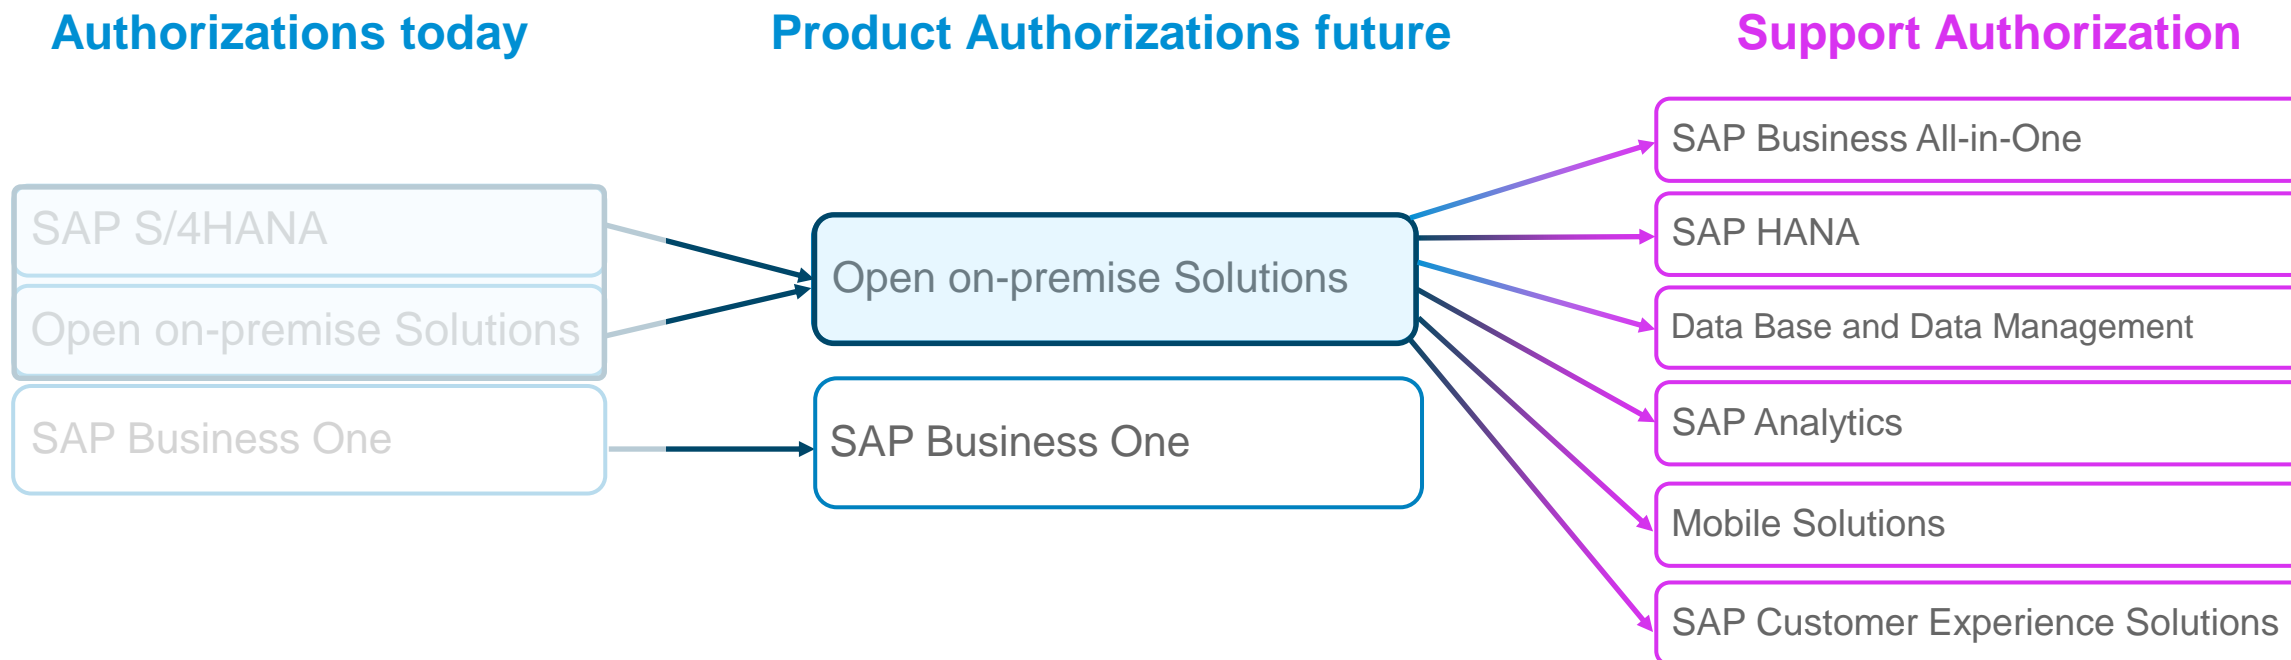 Authorizations today
Product Authorizations future
Support Authorization
SAP S/4HANA
Open on-premise Solutions
SAP Business One
Open on-premise Solutions
SAP Business One
SAP Business All-in-One
SAP HANA
Data Base and Data Management
SAP Analytics
Mobile Solutions
SAP Customer Experience Solutions